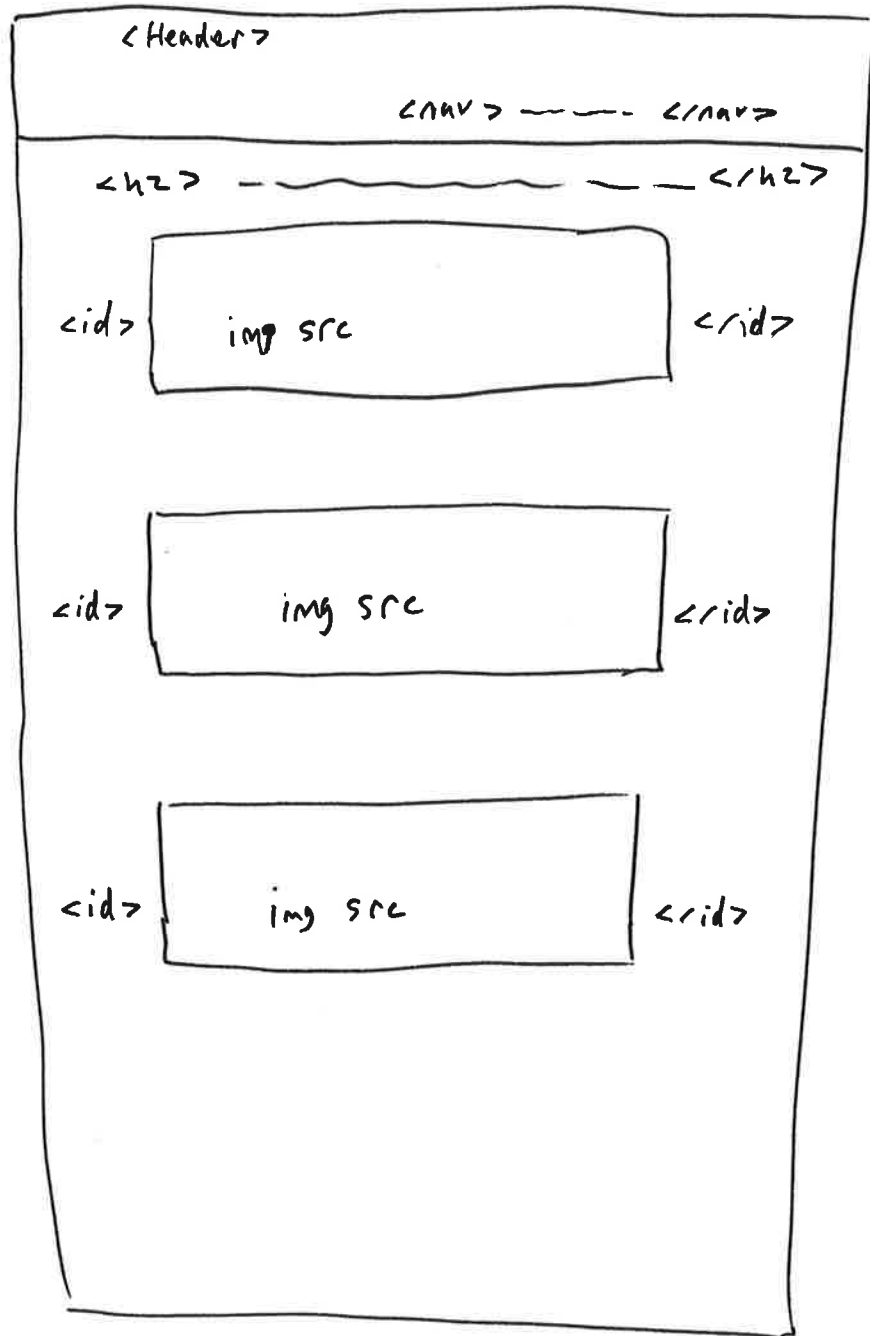 <Header>
<nav> </nav>
<h2> </h2>
<id> img src </id>
<id> img src </id>
<id> img src </id>